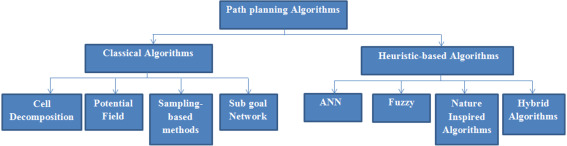 Path planning Algorithms
Classical Algorithms
Heuristic-based Algorithms
Cell
Decomposition
Potential
Field
Sampling-
based
methods
Sub goal
Network
ANN
Fuzzy
Nature
Inspired
Algorithms
Hybrid
Algorithms